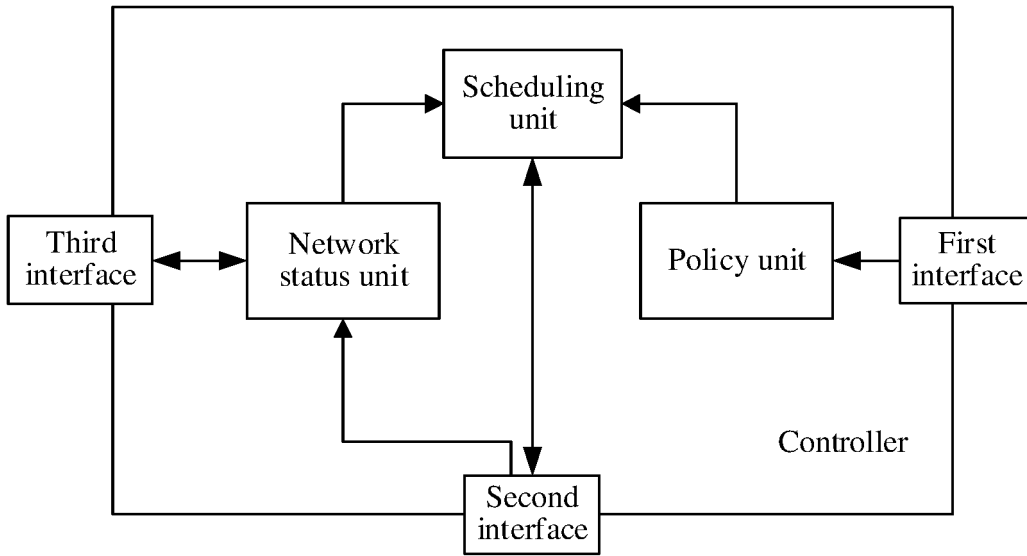 Scheduling
unit
Third
interface
Network
status unit
Policy unit
First
interface
Controller
Second
interface